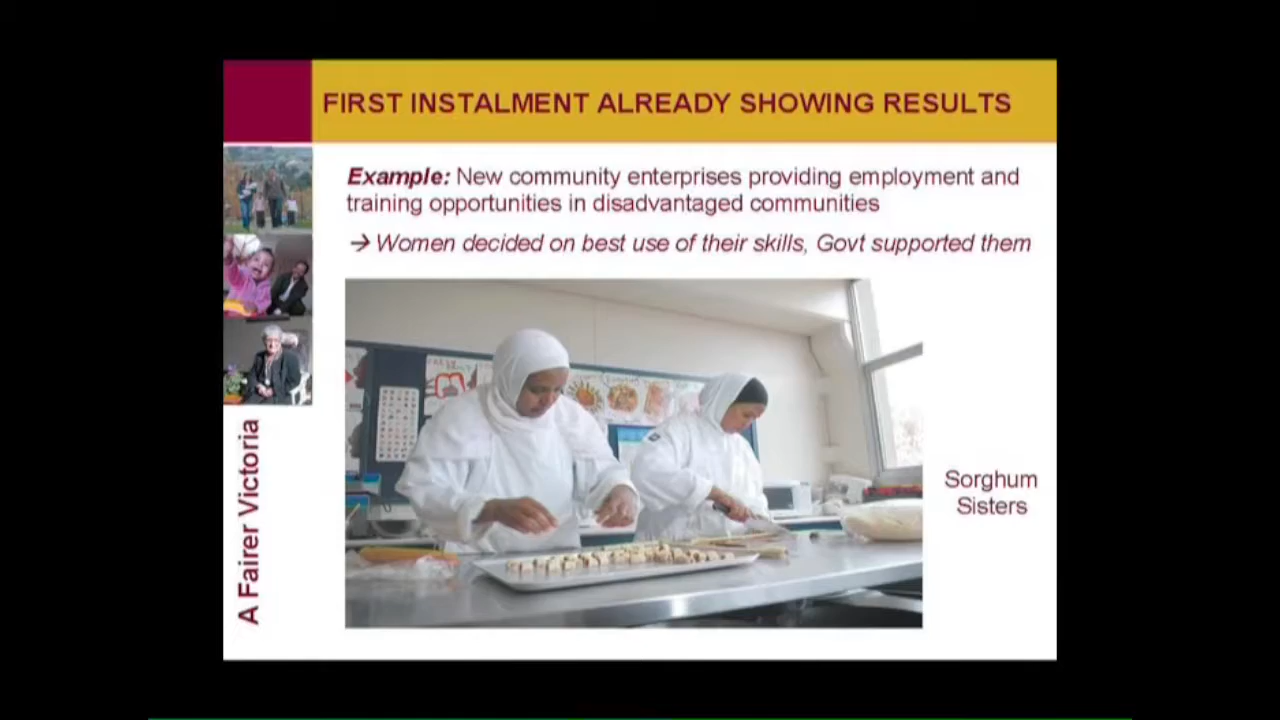 FIRST INSTALMENT ALREADY SHOWING RESULTS
Example: New community enterprises providing employment and
training opportunities in disadvantaged communities
→ Women decided on best use of their skills, Govt supported them
Sorghum
Sisters
A Fairer Victoria